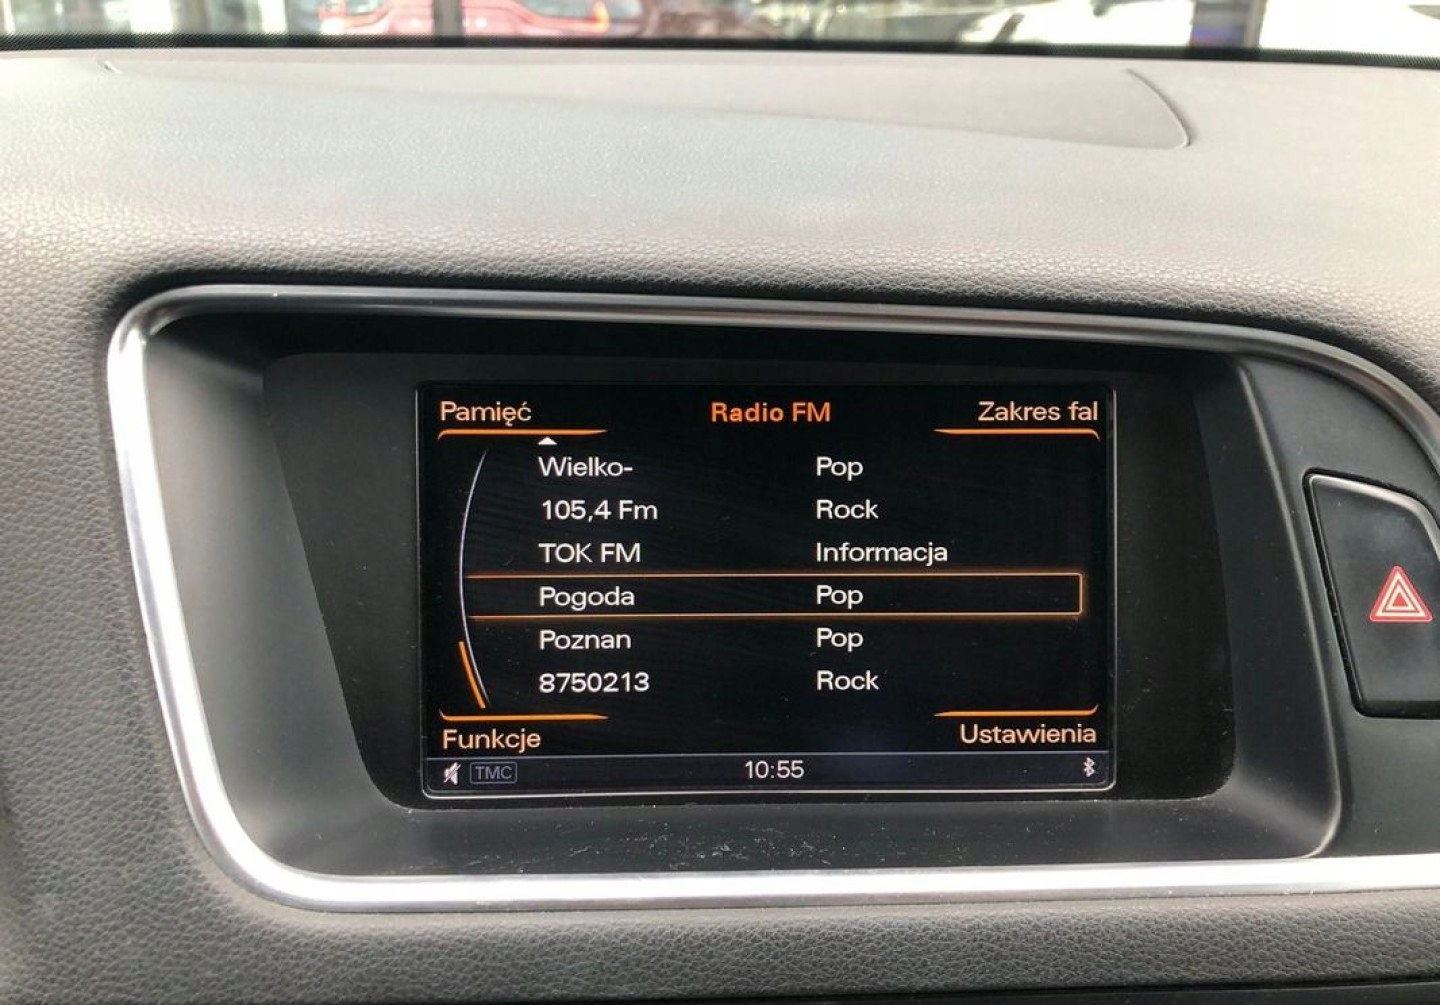 Pamięć Radio FM Zakres fal
Wielko- Pop
105,4 Fm Rock
TOK FM Informacja
Pogoda Pop
Poznan Pop
8750213 Rock
Funkcje Ustawienia
TMC 10:55